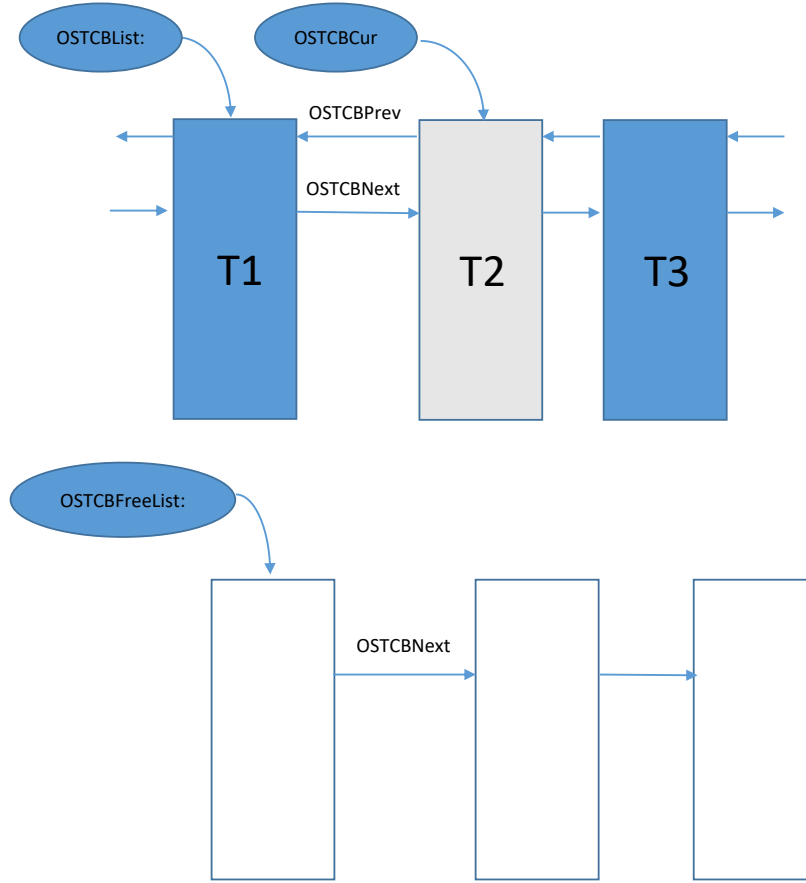 OSTCBList:
OSTCBCur
OSTCBPrev
OSTCBNext
T1
T2
T3
OSTCBFreeList:
OSTCBNext